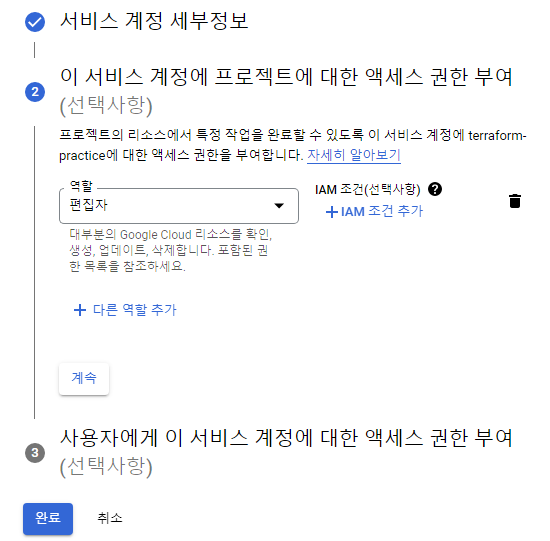 서비스 계정 세부정보
2
이 서비스 계정에 프로젝트에 대한 액세스 권한 부여
(선택사항)
프로젝트의 리소스에서 특정 작업을 완료할 수 있도록 이 서비스 계정에 terraform-
practice에 대한 액세스 권한을 부여합니다. 자세히 알아보기
역할
편집자
IAM 조건(선택사항) ?
+ IAM 조건 추가
대부분의 Google Cloud 리소스를 확인,
생성, 업데이트, 삭제합니다. 포함된 권
한 목록을 참조하세요.
+ 다른 역할 추가
계속
3
사용자에게 이 서비스 계정에 대한 액세스 권한 부여
(선택사항)
완료 취소